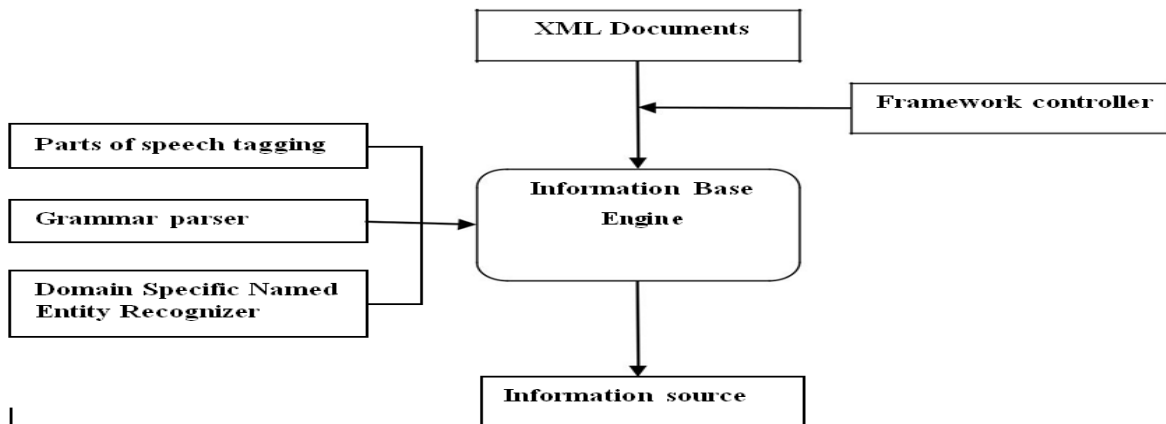 XML Documents
Framework controller
Parts of speech tagging
Information Base
Engine
Grammar parser
Domain Specific Named
Entity Recognizer
Information source